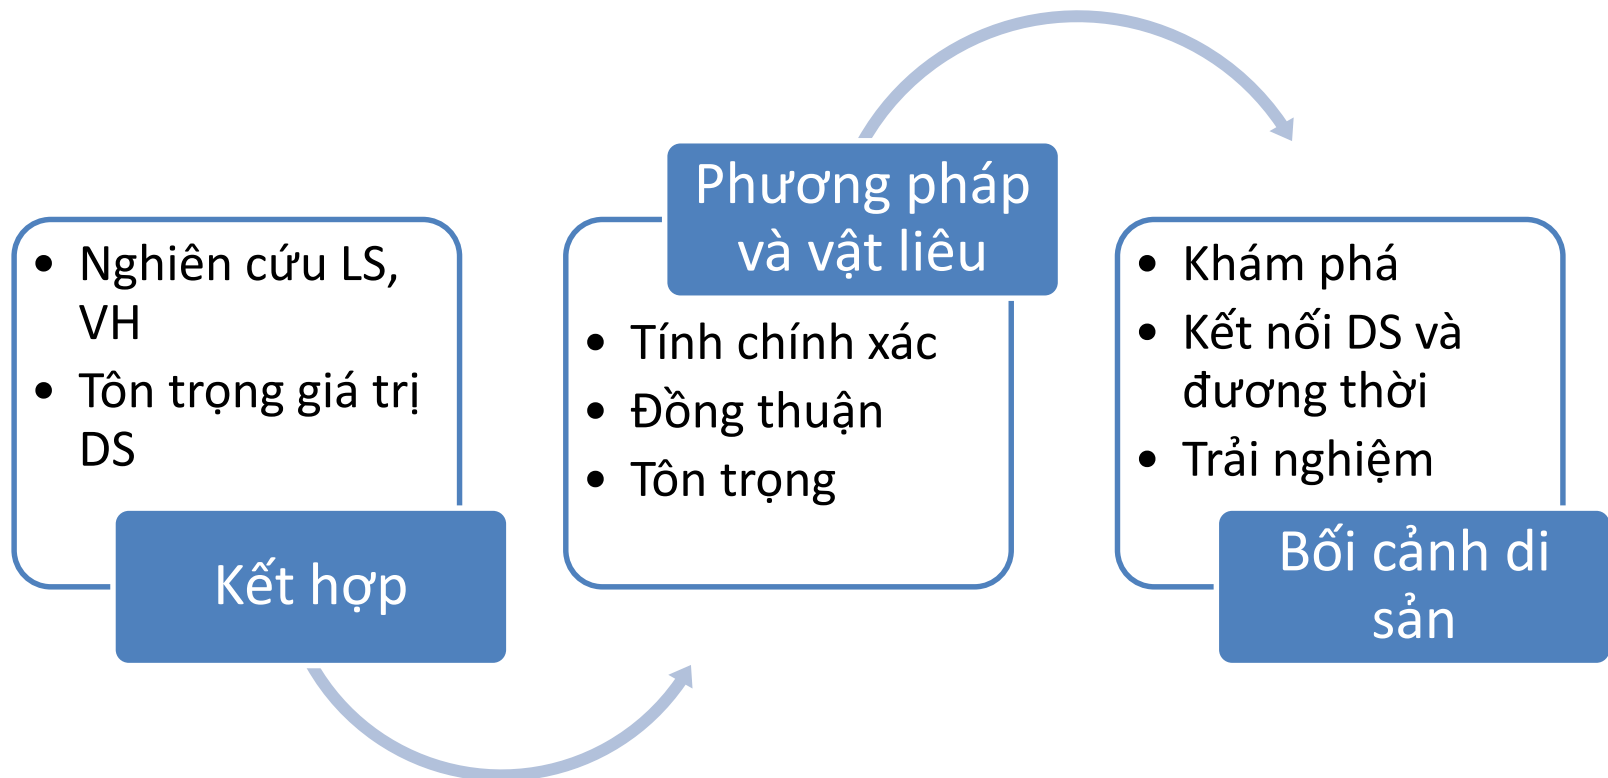 • Nghiên cứu LS,
VH
• Tôn trọng giá trị
DS
Kết hợp
Phương pháp
và vật liêu
• Tính chính xác
• Đồng thuận
• Tôn trọng
• Khám phá
• Kết nối DS và
đương thời
• Trải nghiệm
Bối cảnh di
sản